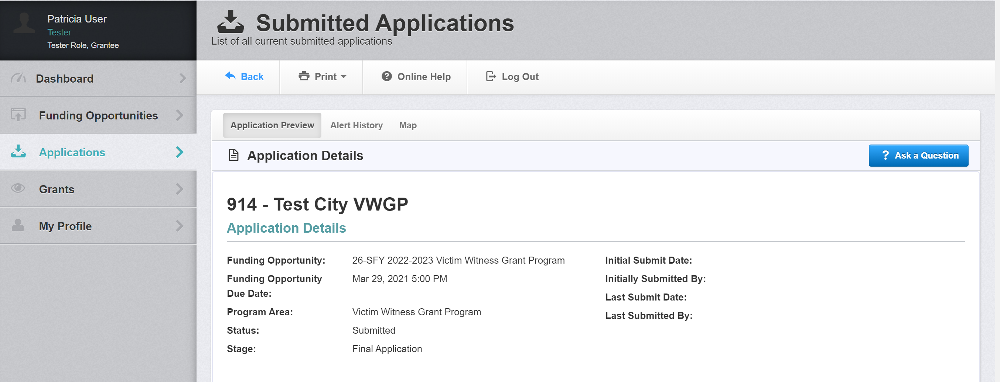 Patricia User
Tester
Tester Role, Grantee
Dashboard
Funding Opportunities
Applications
Grants
My Profile
Submitted Applications
List of all current submitted applications
Back
Print
Online Help
Log Out
Application Preview
Alert History
Map
Application Details
? Ask a Question
914 - Test City VWGP
Application Details
Funding Opportunity: 26-SFY 2022-2023 Victim Witness Grant Program
Funding Opportunity Mar 29, 2021 5:00 PM
Due Date:
Program Area: Victim Witness Grant Program
Status: Submitted
Stage: Final Application
Initial Submit Date:
Initially Submitted By:
Last Submit Date:
Last Submitted By: